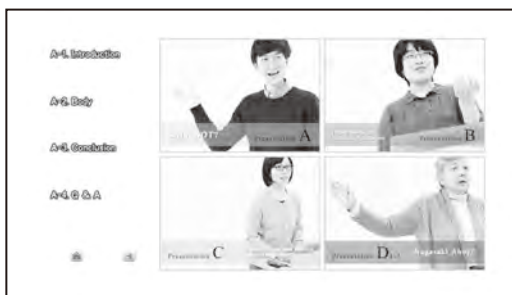 A-1. Introduction
A-2. Body
A-3. Conclusion
A-4. Q & A
Presentation A
Presentation B
Presentation C
Presentation D